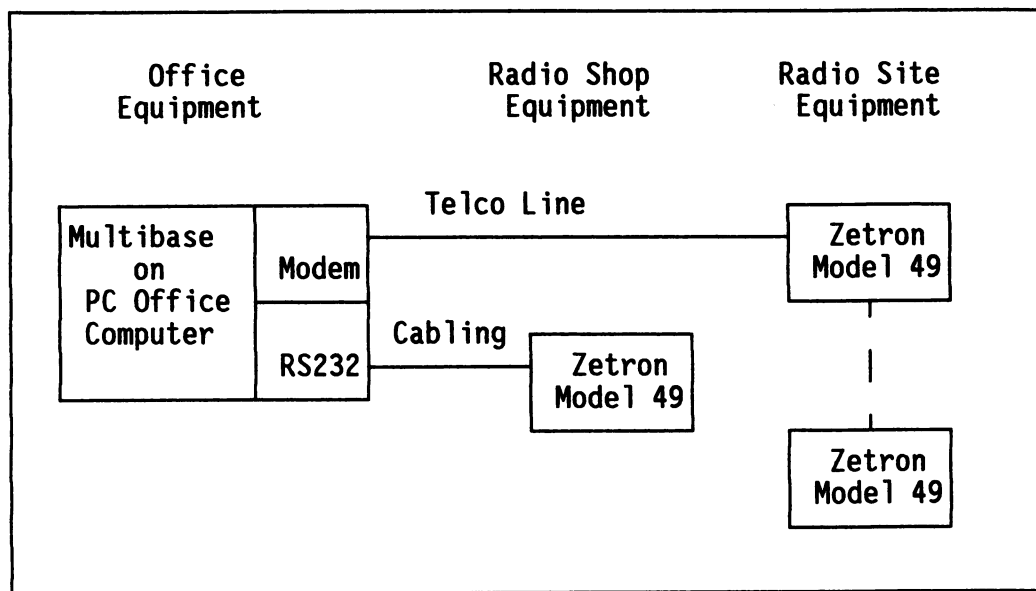 Office
Equipment
Radio Shop
Equipment
Radio Site
Equipment
Multibase
on
PC Office
Computer
Modem
RS232
Telco Line
Cabling
Zetron
Model 49
Zetron
Model 49
Zetron
Model 49